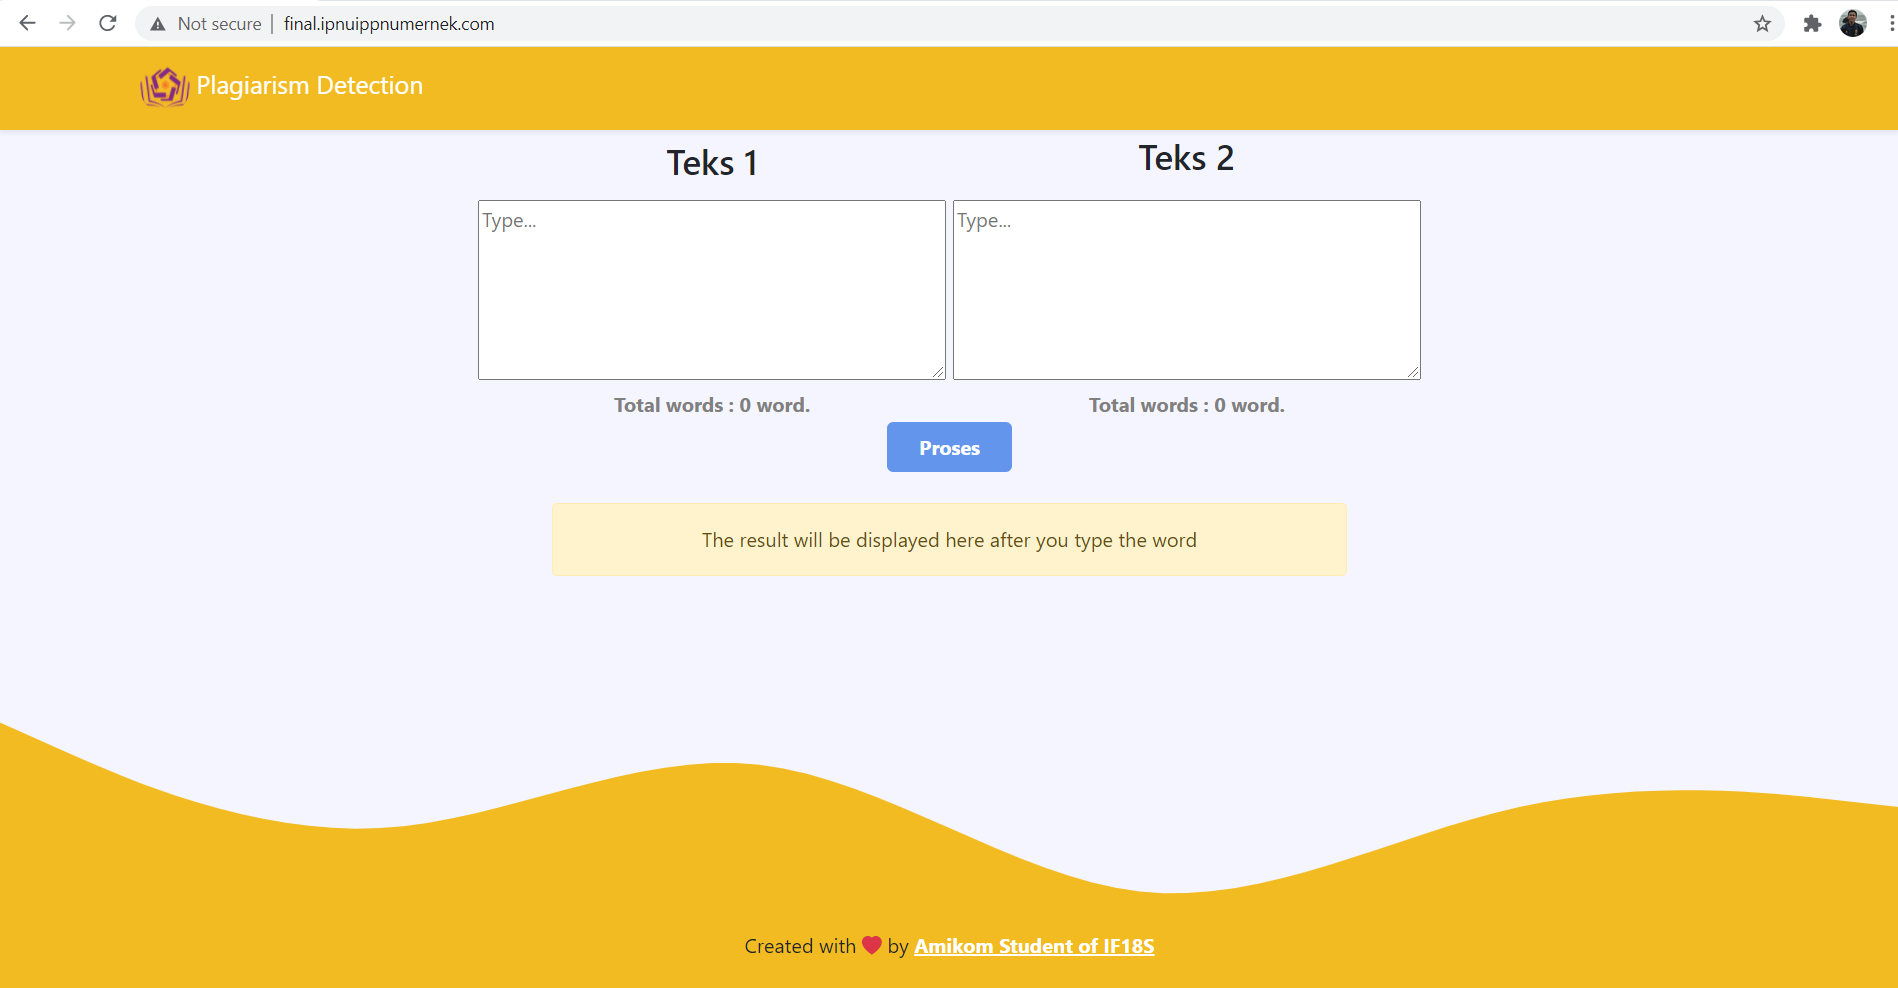 Not secure | final.ipnuippnumernek.com
Plagiarism Detection
Teks 1
Teks 2
Type...
Type...
Total words : 0 word.
Total words : 0 word.
Proses
The result will be displayed here after you type the word
Created with ❤ by Amikom Student of IF18S